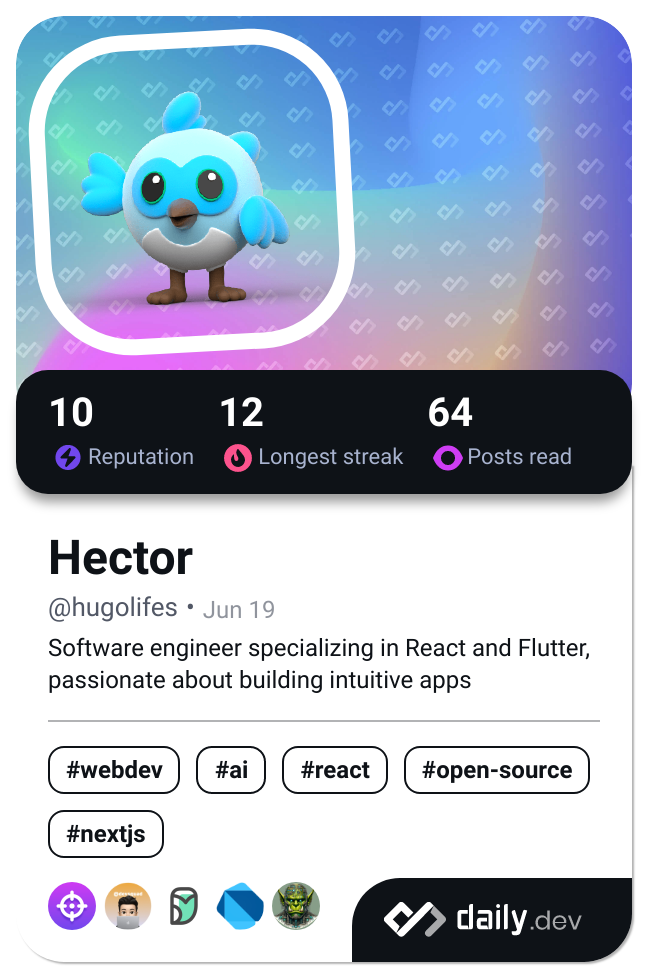 10 12 64
Reputation Longest streak Posts read
Hector
@hugolifes • Jun 19
Software engineer specializing in React and Flutter,
passionate about building intuitive apps
#webdev #ai #react #open-source
#nextjs
daily.dev